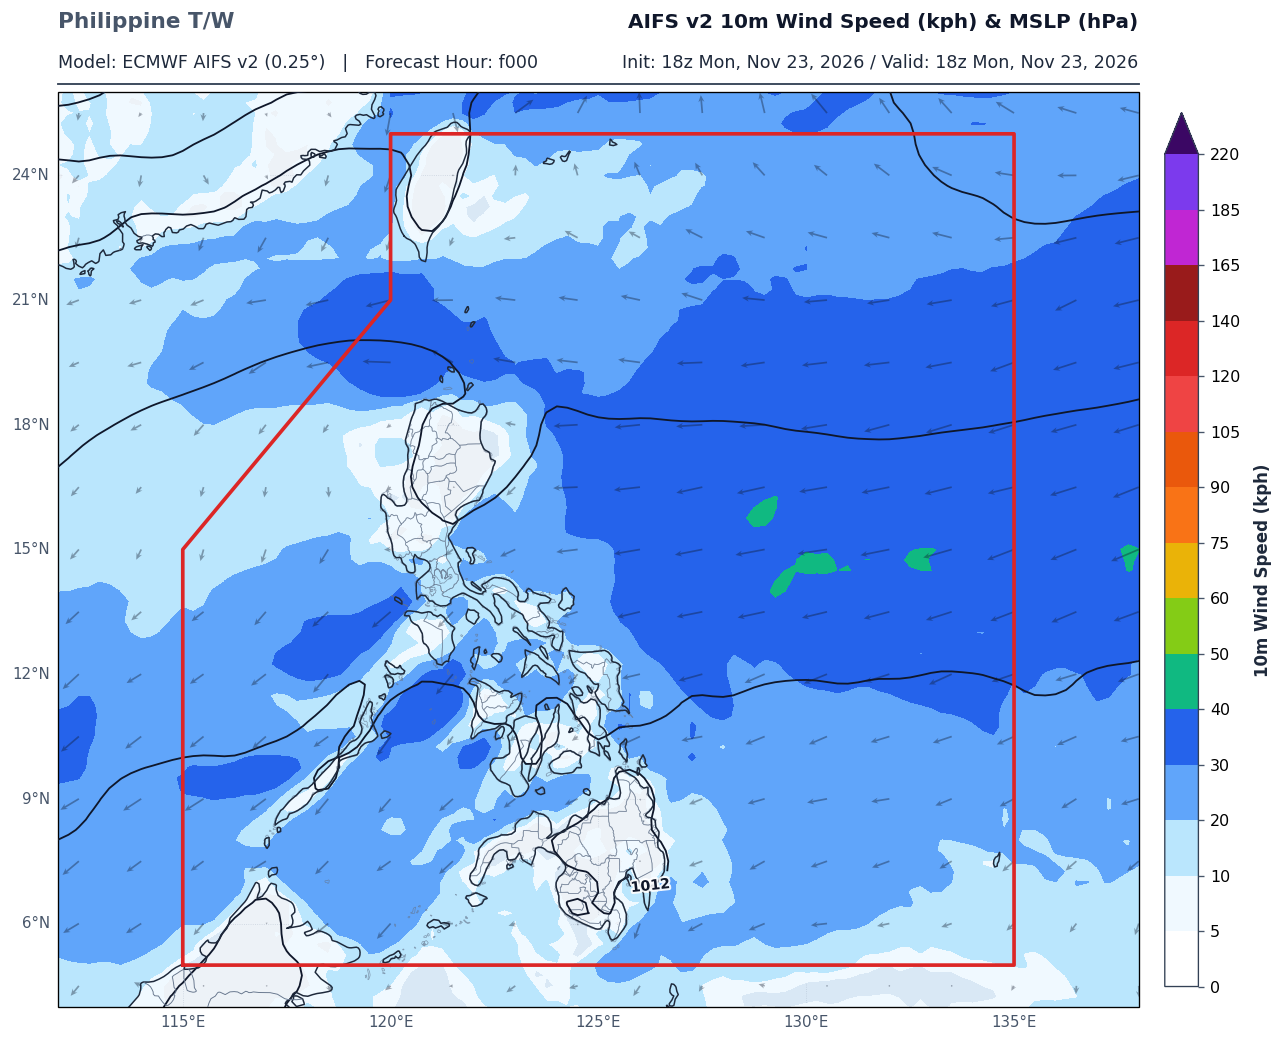 Philippine T/W
AIFS v2 10m Wind Speed (kph) & MSLP (hPa)
Model: ECMWF AIFS v2 (0.25°) | Forecast Hour: f000
Init: 18z Mon, Nov 23, 2026 / Valid: 18z Mon, Nov 23, 2026
24°N
21°N
18°N
15°N
12°N
9°N
6°N
115°E
120°E
125°E
130°E
135°E
1012
220
185
165
140
120
105
90
75
60
50
40
30
20
10
5
0
10m Wind Speed (kph)